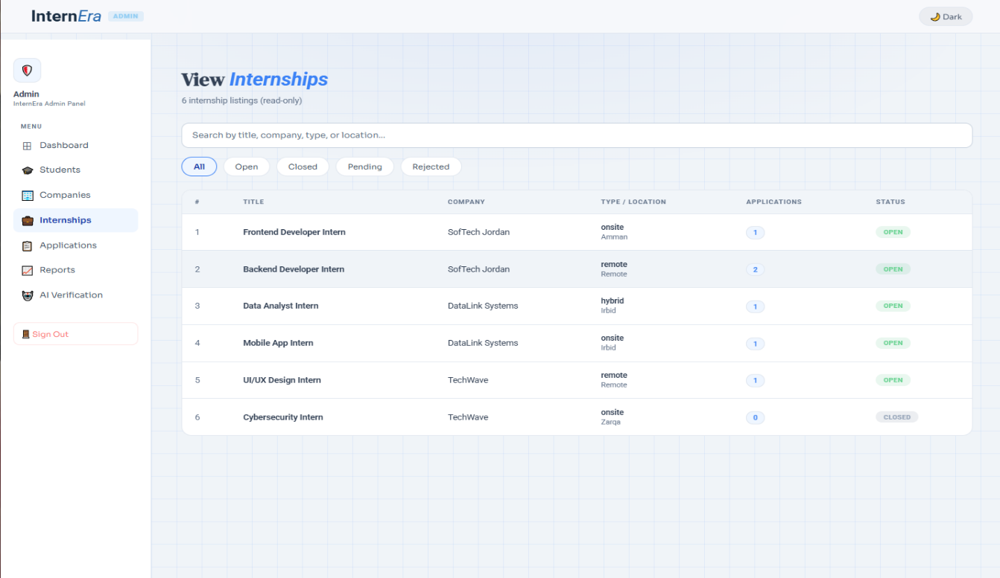 InternEra ADMIN
Dark
Admin
InternEra Admin Panel
MENU
Dashboard
Students
Companies
Internships
Applications
Reports
AI Verification
Sign Out
View Internships
6 internship listings (read-only)
Search by title, company, type, or location...
All Open Closed Pending Rejected
# TITLE COMPANY TYPE / LOCATION APPLICATIONS STATUS
1 Frontend Developer Intern SofTech Jordan onsite 1 OPEN
Amman
2 Backend Developer Intern SofTech Jordan remote 2 OPEN
Remote
3 Data Analyst Intern DataLink Systems hybrid 1 OPEN
Irbid
4 Mobile App Intern DataLink Systems onsite 1 OPEN
Irbid
5 UI/UX Design Intern TechWave remote 1 OPEN
Remote
6 Cybersecurity Intern TechWave onsite 0 CLOSED
Zarqa